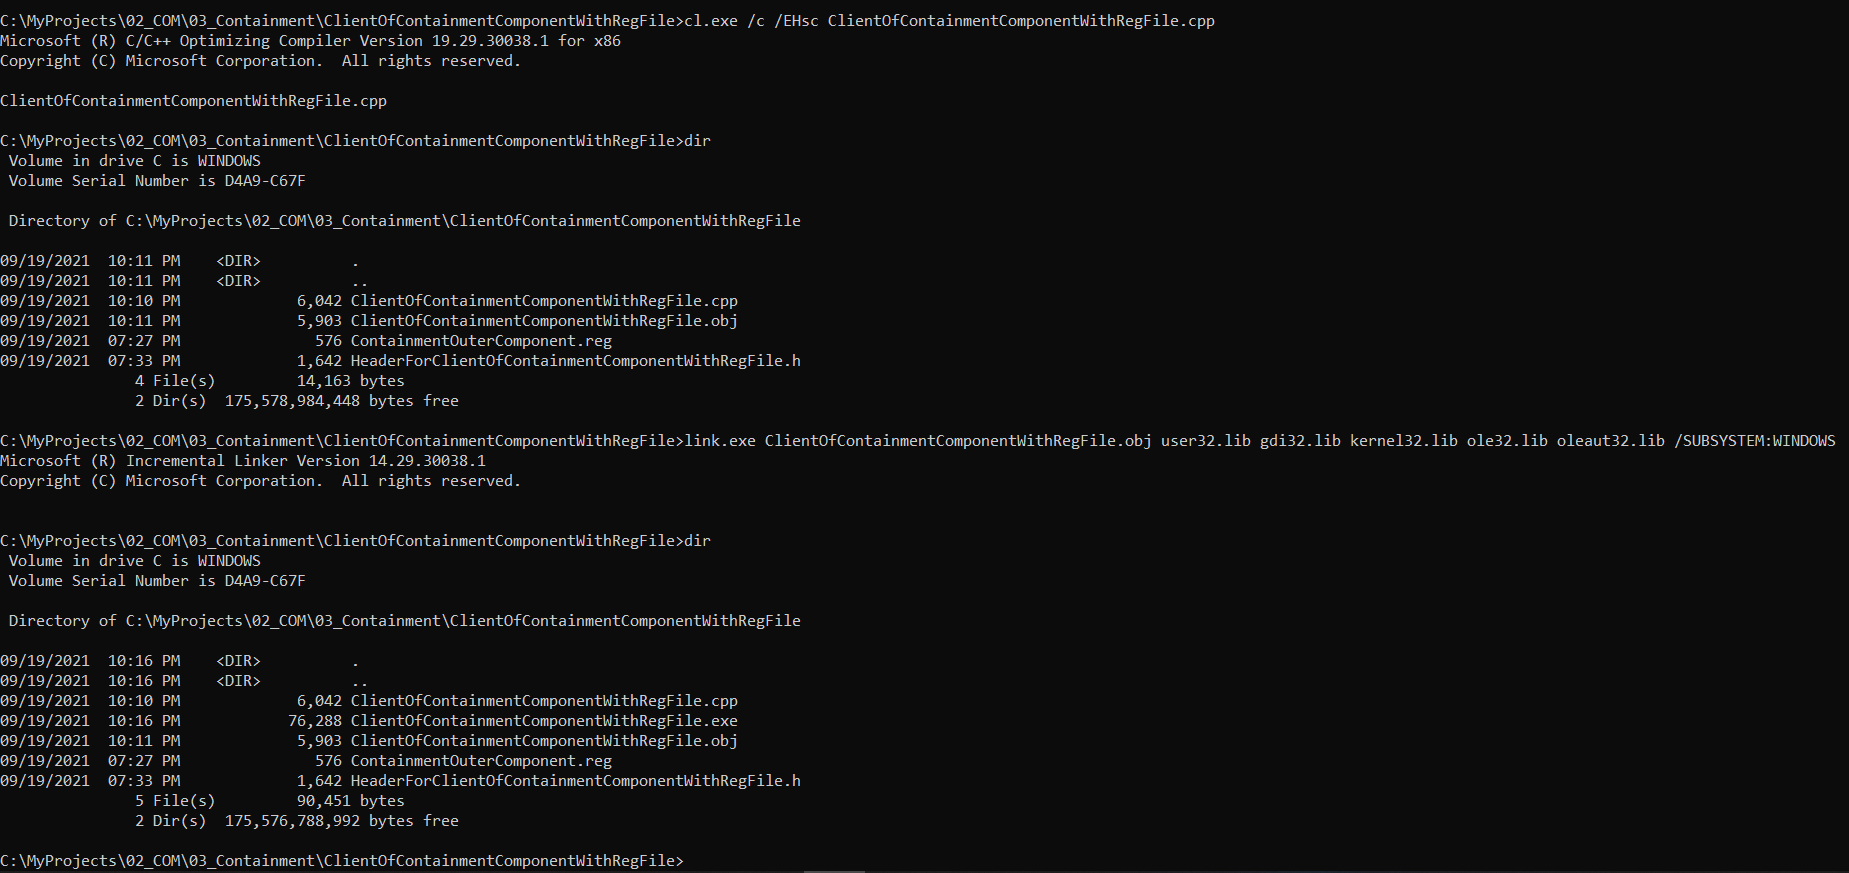 C:\MyProjects\02_COM\03_Containment\ClientOfContainmentComponentWithRegFile>cl.exe /c /EHsc ClientOfContainmentComponentWithRegFile.cpp
Microsoft (R) C/C++ Optimizing Compiler Version 19.29.30038.1 for x86
Copyright (C) Microsoft Corporation.  All rights reserved.

ClientOfContainmentComponentWithRegFile.cpp

C:\MyProjects\02_COM\03_Containment\ClientOfContainmentComponentWithRegFile>dir
 Volume in drive C is WINDOWS
 Volume Serial Number is D4A9-C67F

 Directory of C:\MyProjects\02_COM\03_Containment\ClientOfContainmentComponentWithRegFile

09/19/2021  10:11 PM    <DIR>          .
09/19/2021  10:11 PM    <DIR>          ..
09/19/2021  10:10 PM             6,042 ClientOfContainmentComponentWithRegFile.cpp
09/19/2021  10:11 PM             5,903 ClientOfContainmentComponentWithRegFile.obj
09/19/2021  07:27 PM               576 ContainmentOuterComponent.reg
09/19/2021  07:33 PM             1,642 HeaderForClientOfContainmentComponentWithRegFile.h
               4 File(s)         14,163 bytes
               2 Dir(s)  175,578,984,448 bytes free

C:\MyProjects\02_COM\03_Containment\ClientOfContainmentComponentWithRegFile>link.exe ClientOfContainmentComponentWithRegFile.obj user32.lib gdi32.lib kernel32.lib ole32.lib oleaut32.lib /SUBSYSTEM:WINDOWS
Microsoft (R) Incremental Linker Version 14.29.30038.1
Copyright (C) Microsoft Corporation.  All rights reserved.


C:\MyProjects\02_COM\03_Containment\ClientOfContainmentComponentWithRegFile>dir
 Volume in drive C is WINDOWS
 Volume Serial Number is D4A9-C67F

 Directory of C:\MyProjects\02_COM\03_Containment\ClientOfContainmentComponentWithRegFile

09/19/2021  10:16 PM    <DIR>          .
09/19/2021  10:16 PM    <DIR>          ..
09/19/2021  10:10 PM             6,042 ClientOfContainmentComponentWithRegFile.cpp
09/19/2021  10:16 PM            76,288 ClientOfContainmentComponentWithRegFile.exe
09/19/2021  10:11 PM             5,903 ClientOfContainmentComponentWithRegFile.obj
09/19/2021  07:27 PM               576 ContainmentOuterComponent.reg
09/19/2021  07:33 PM             1,642 HeaderForClientOfContainmentComponentWithRegFile.h
               5 File(s)         90,451 bytes
               2 Dir(s)  175,576,788,992 bytes free

C:\MyProjects\02_COM\03_Containment\ClientOfContainmentComponentWithRegFile>